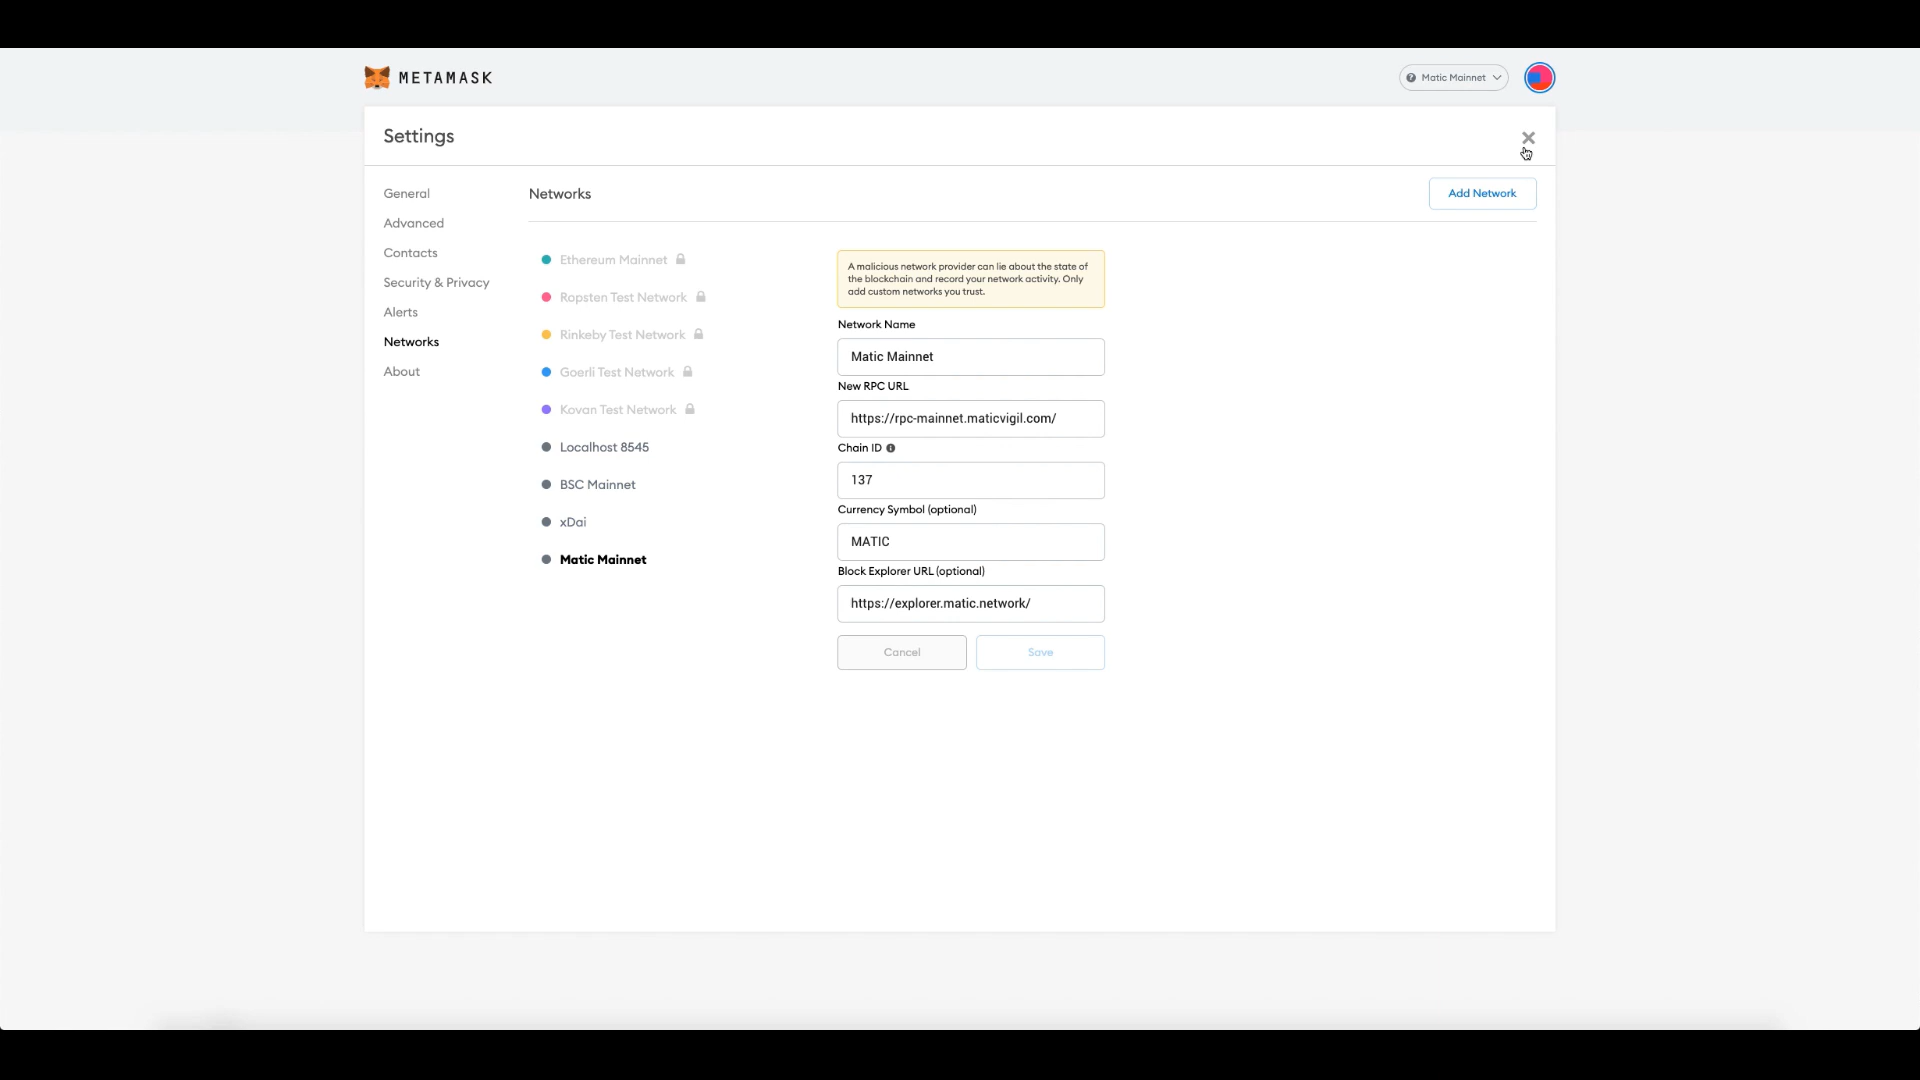 METAMASK
Matic Mainnet
Settings
General
Advanced
Contacts
Security & Privacy
Alerts
Networks
About
Networks
Add Network
Ethereum Mainnet
Ropsten Test Network
Rinkeby Test Network
Goerli Test Network
Kovan Test Network
Localhost 8545
BSC Mainnet
xDai
Matic Mainnet
A malicious network provider can lie about the state of
the blockchain and record your network activity. Only
add custom networks you trust.
Network Name
Matic Mainnet
New RPC URL
https://rpc-mainnet.maticvigil.com/
Chain ID
137
Currency Symbol (optional)
MATIC
Block Explorer URL (optional)
https://explorer.matic.network/
Cancel
Save